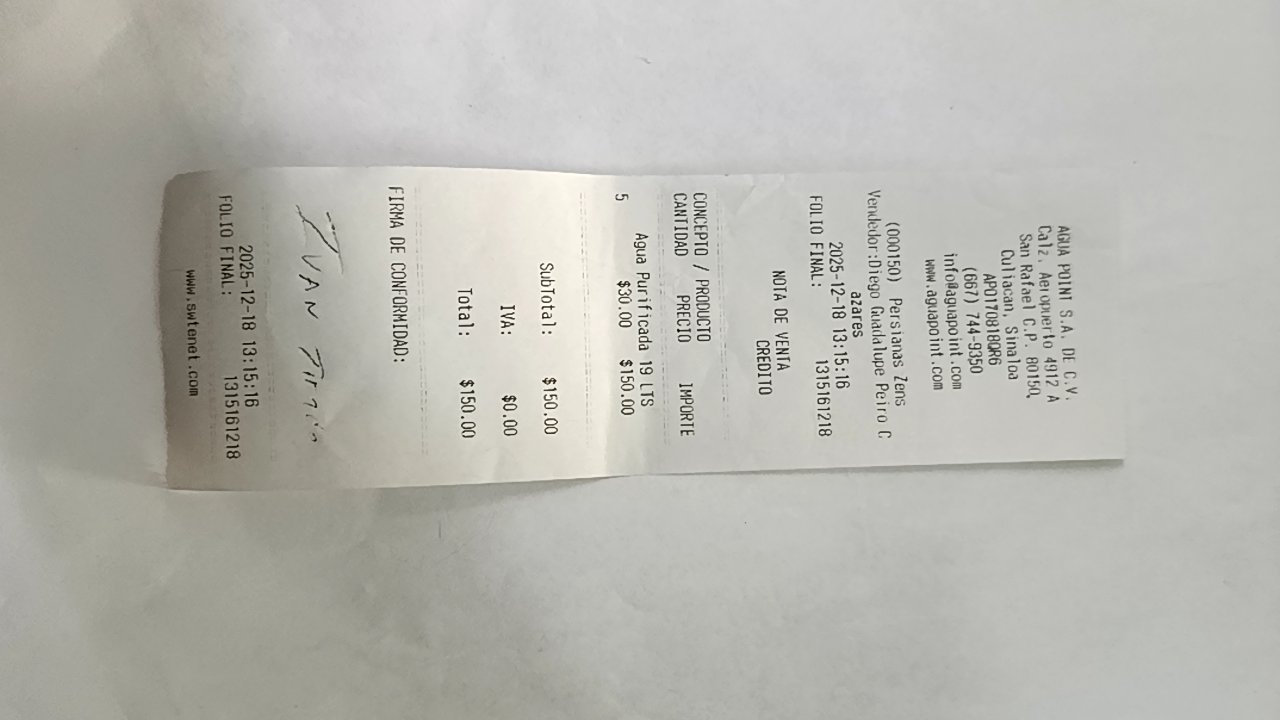 AGUA POINT S.A. DE C.V.
Calz. Aeropuerto 4912 A
San Rafael C.P. 80150,
Culiacan, Sinaloa
APO170818QR6
(667) 744-9350
info@aguapoint.com
www.aguapoint.com
(000150) Persianas Zens
Vendedor:Diego Guadalupe Peiro C
azares
2025-12-18 13:15:16
FOLIO FINAL: 1315161218
NOTA DE VENTA
CREDITO
CONCEPTO / PRODUCTO
CANTIDAD PRECIO IMPORTE
Agua Purificada 19 LTS
5 $30.00 $150.00
SubTotal: $150.00
IVA: $0.00
Total: $150.00
FIRMA DE CONFORMIDAD:
IVAN
2025-12-18 13:15:16
FOLIO FINAL: 1315161218
www.swtenet.com